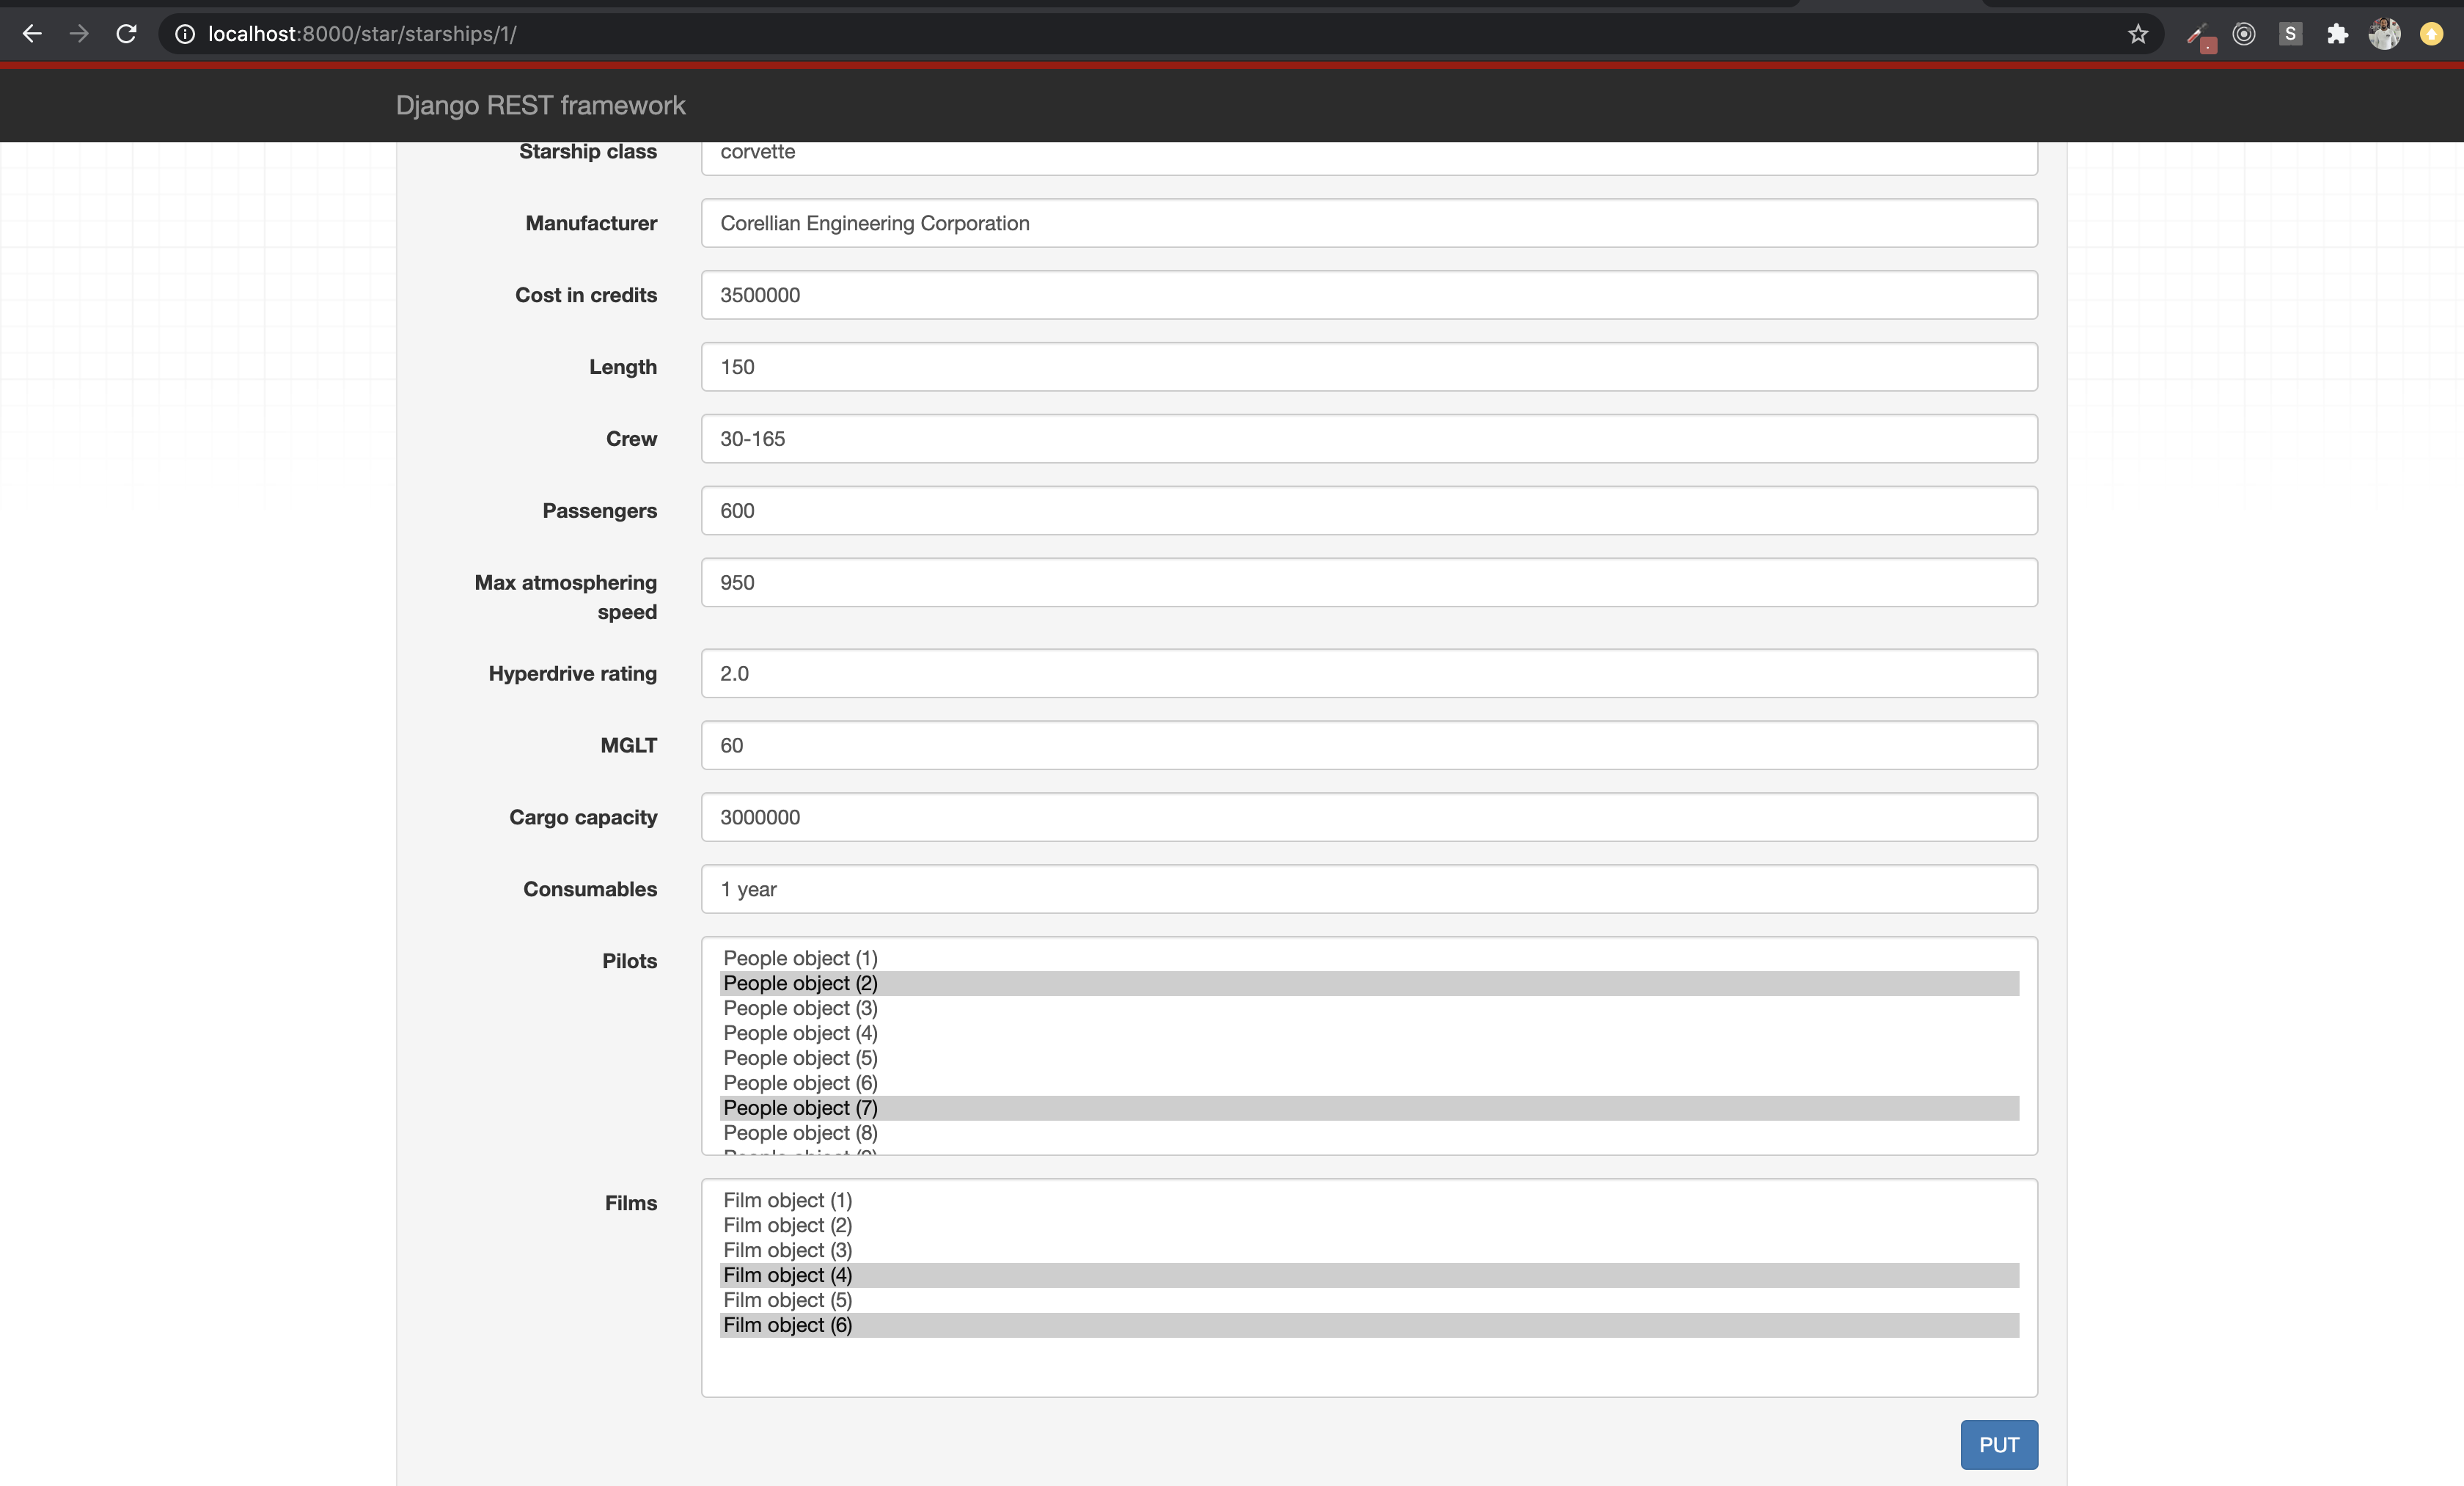 localhost:8000/star/starships/1/
S
Django REST framework
Starship class corvette
Manufacturer Corellian Engineering Corporation
Cost in credits 3500000
Length 150
Crew 30-165
Passengers 600
Max atmosphering 950
speed
Hyperdrive rating 2.0
MGLT 60
Cargo capacity 3000000
Consumables 1 year
Pilots People object (1)
People object (2)
People object (3)
People object (4)
People object (5)
People object (6)
People object (7)
People object (8)
Films Film object (1)
Film object (2)
Film object (3)
Film object (4)
Film object (5)
Film object (6)
PUT